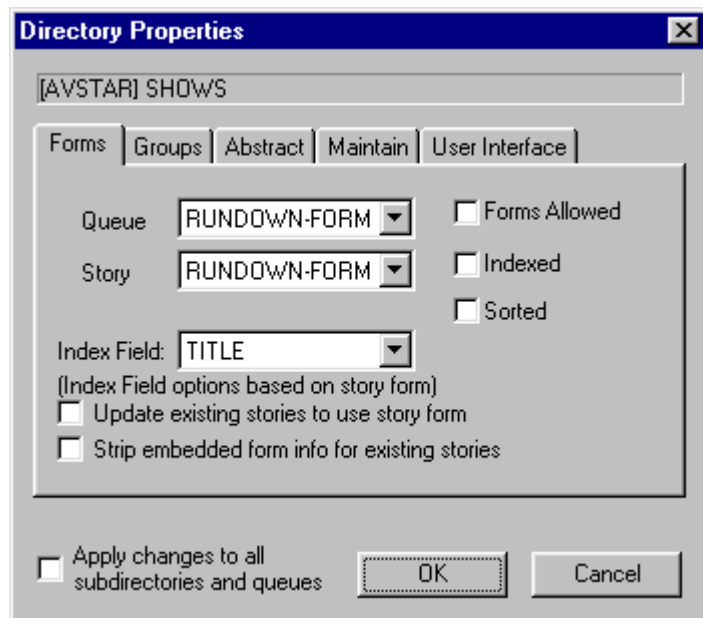 Directory Properties
[AVSTAR] SHOWS
Forms Groups Abstract Maintain User Interface
Queue RUNDOWN-FORM Forms Allowed
Story RUNDOWN-FORM Indexed
Sorted
Index Field: TITLE
(Index Field options based on story form)
Update existing stories to use story form
Strip embedded form info for existing stories
Apply changes to all
subdirectories and queues
OK Cancel